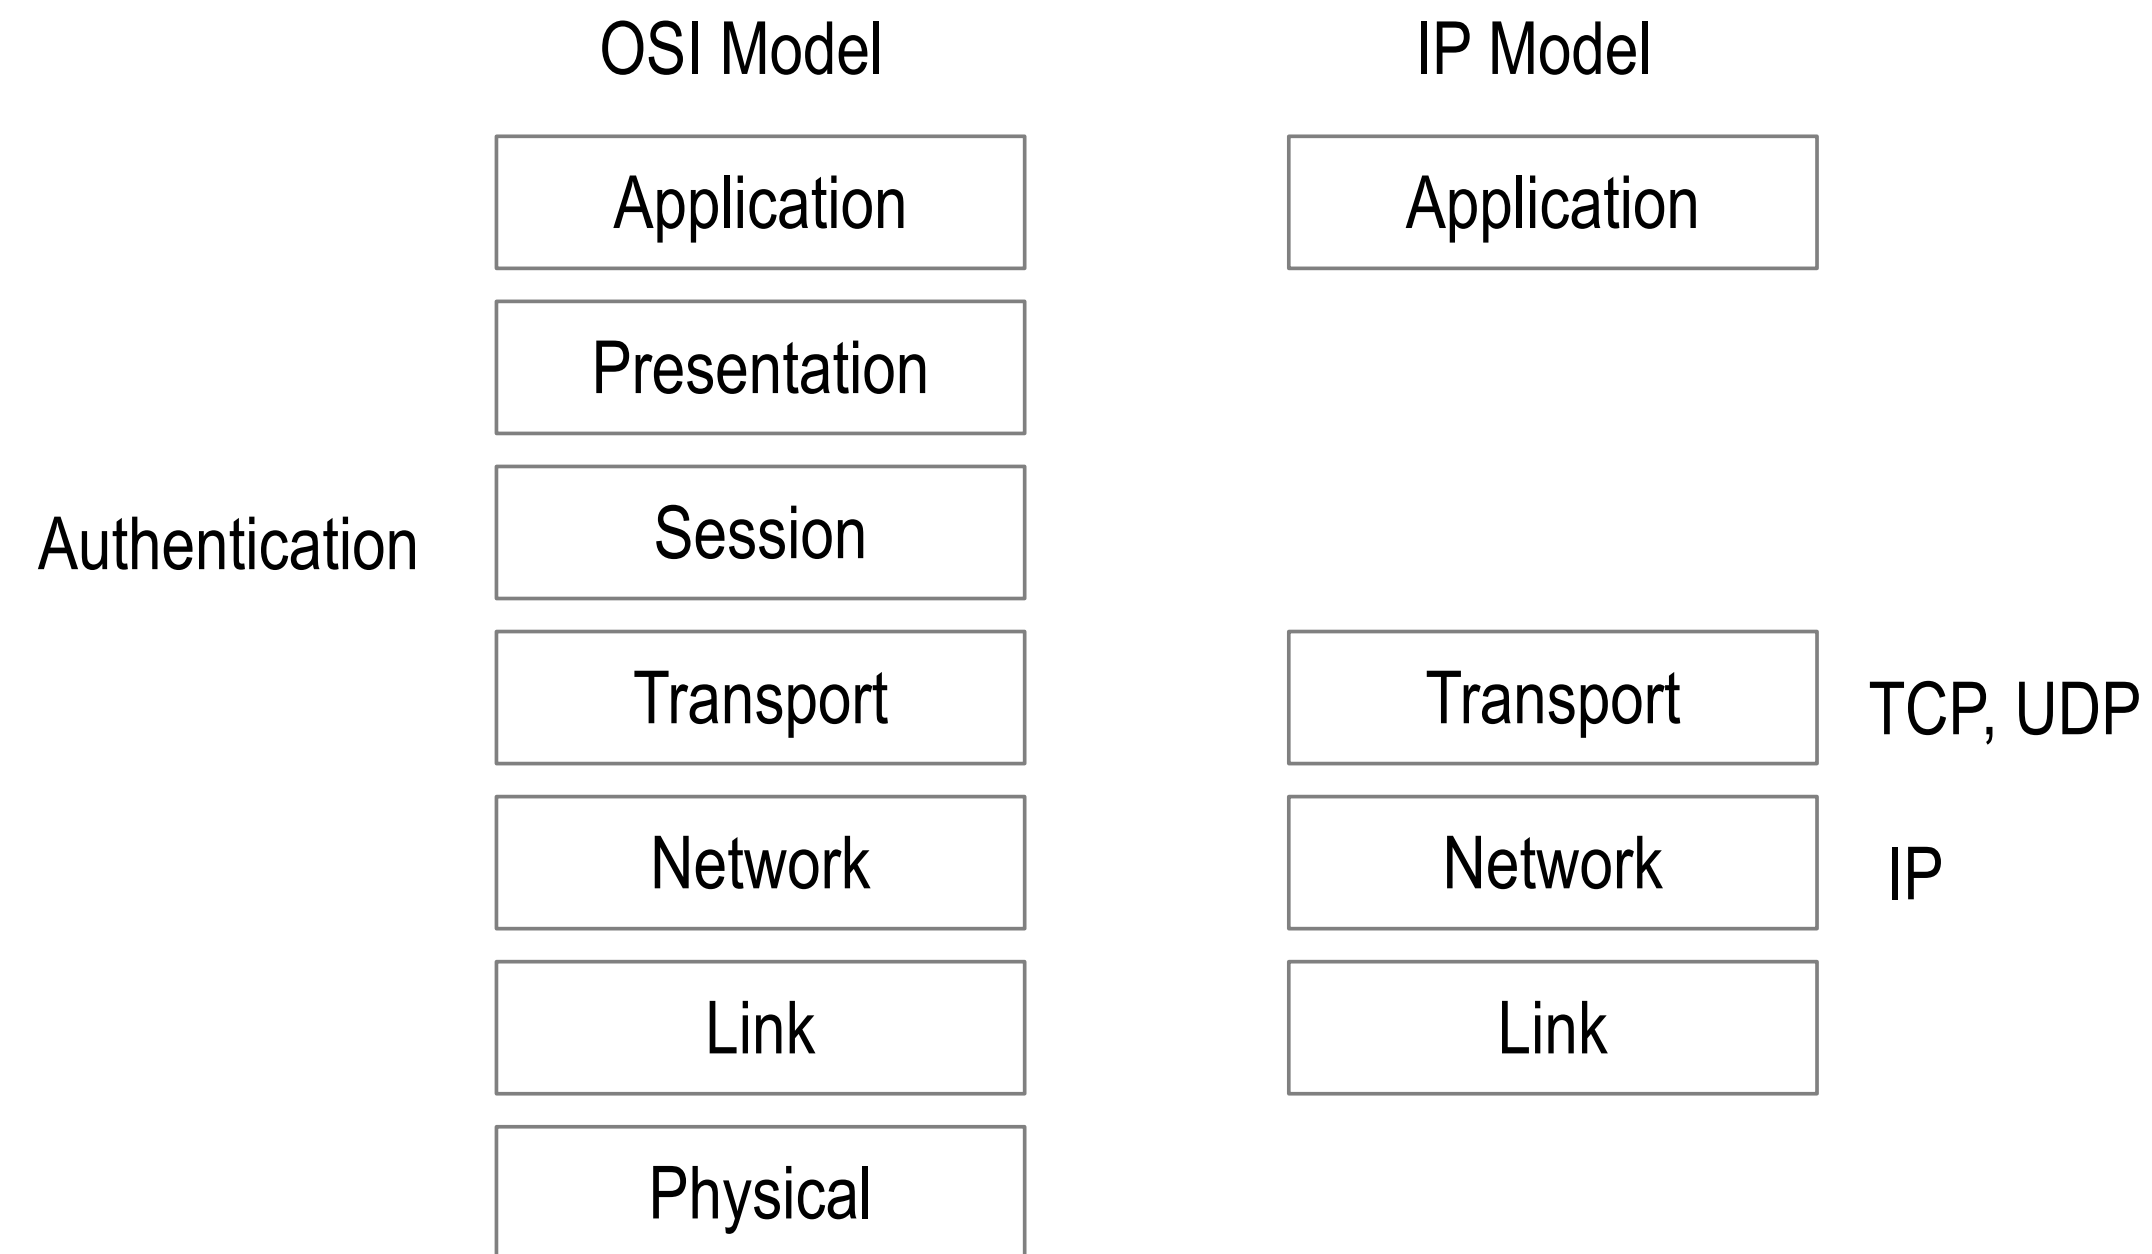 OSI Model
IP Model
Application
Application
Presentation
Authentication
Session
Transport
Transport
TCP, UDP
Network
Network
IP
Link
Link
Physical